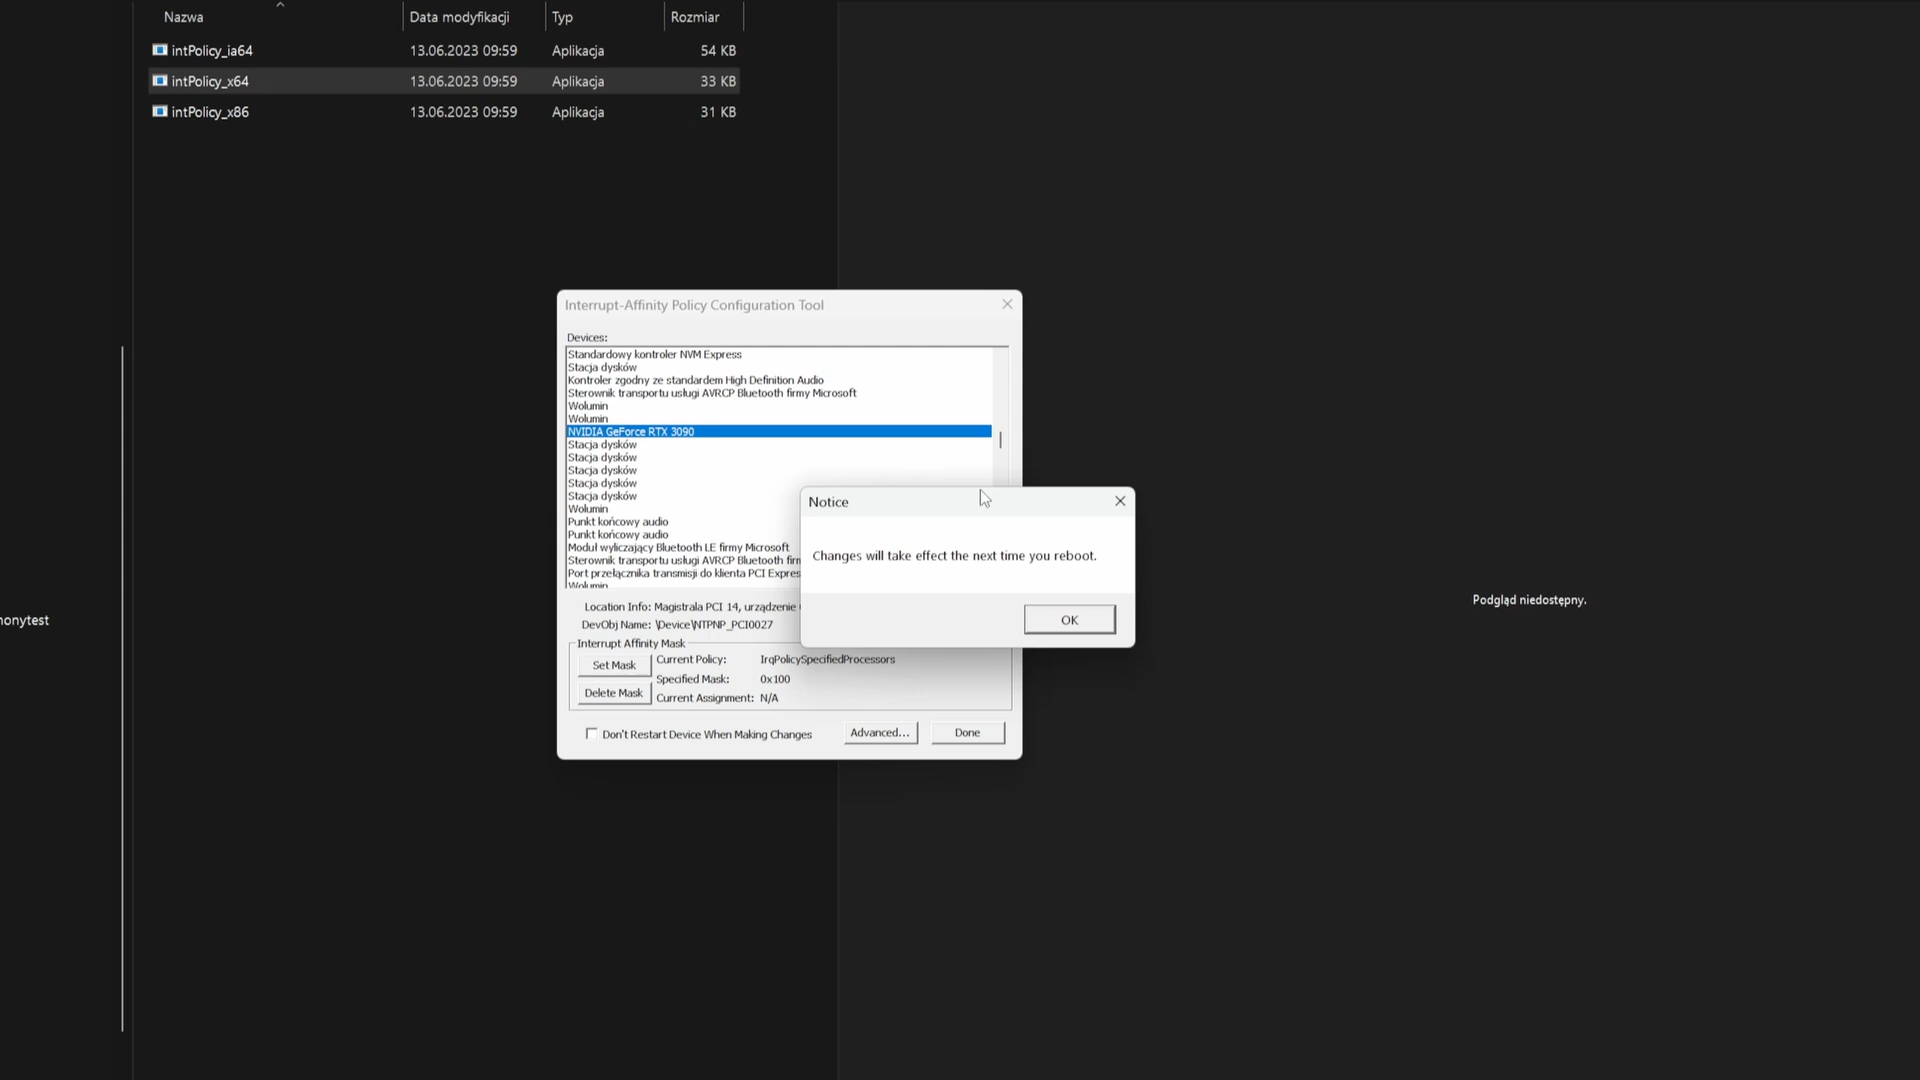 Nazwa Data modyfikacji Typ Rozmiar
intPolicy_ia64 13.06.2023 09:59 Aplikacja 54 KB
intPolicy_x64 13.06.2023 09:59 Aplikacja 33 KB
intPolicy_x86 13.06.2023 09:59 Aplikacja 31 KB
Interrupt-Affinity Policy Configuration Tool
Devices:
Standardowy kontroler NVM Express
Stacja dysków
Kontroler zgodny ze standardem High Definition Audio
Sterownik transportu usługi AVRCP Bluetooth firmy Microsoft
Wolumin
Wolumin
NVIDIA GeForce RTX 3090
Stacja dysków
Stacja dysków
Stacja dysków
Stacja dysków
Stacja dysków
Wolumin
Punkt końcowy audio
Punkt końcowy audio
Moduł wyliczający Bluetooth LE firmy Microsoft
Sterownik transportu usługi AVRCP Bluetooth firm
Port przełącznika transmisji do klienta PCI Expres
Wolumin
Notice
Changes will take effect the next time you reboot.
OK
Location Info: Magistrala PCI 14, urządzenie
DevObj Name: \Device\NTPNP_PCI0027
Interrupt Affinity Mask
Set Mask
Delete Mask
Current Policy: IrqPolicySpecifiedProcessors
Specified Mask: 0x100
Current Assignment: N/A
Don't Restart Device When Making Changes
Advanced...
Done
Podgląd niedostępny.
nonytest